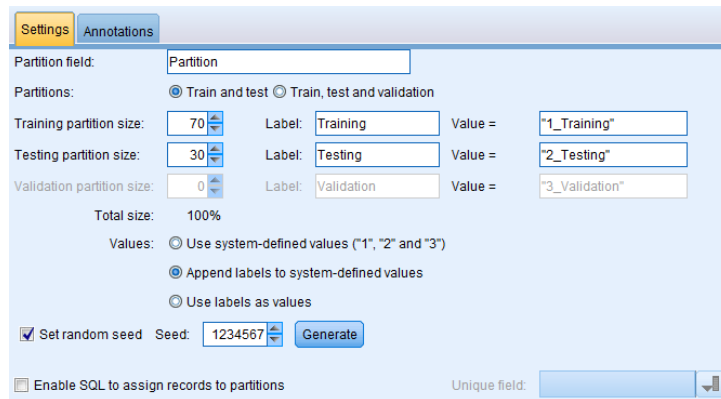 Settings Annotations
Partition field: Partition
Partitions: Train and test Train, test and validation
Training partition size: 70 Label: Training Value = "1_Training"
Testing partition size: 30 Label: Testing Value = "2_Testing"
Validation partition size: 0 Label: Validation Value = "3_Validation"
Total size: 100%
Values: Use system-defined values ("1", "2" and "3")
Append labels to system-defined values
Use labels as values
Set random seed Seed: 1234567 Generate
Enable SQL to assign records to partitions Unique field: